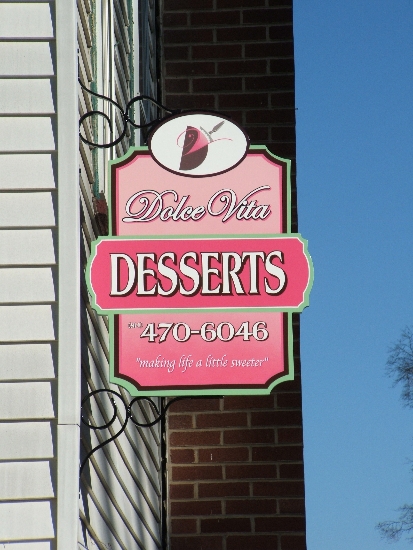 Dolce Vita
DESSERTS
470-6046
"making life a little sweeter"